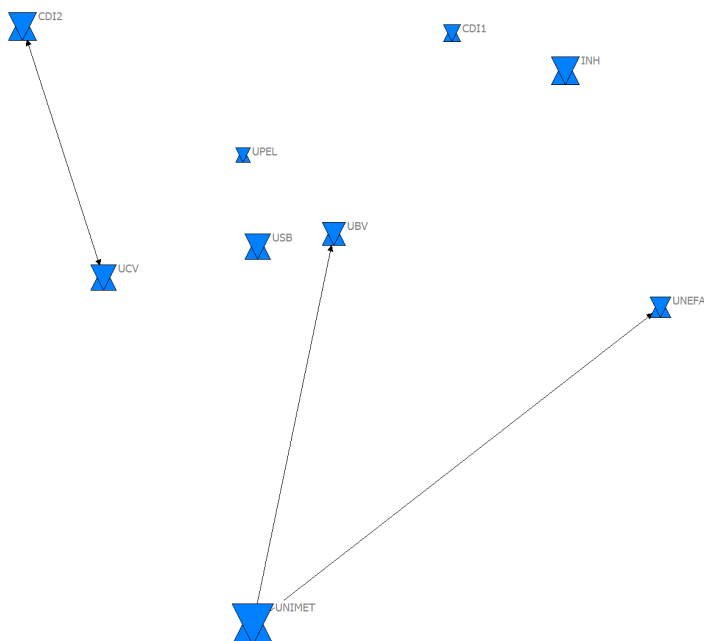 CDI2
CDI1
INH
UPEL
USB
UBV
UCV
UNEFA
UNIMET